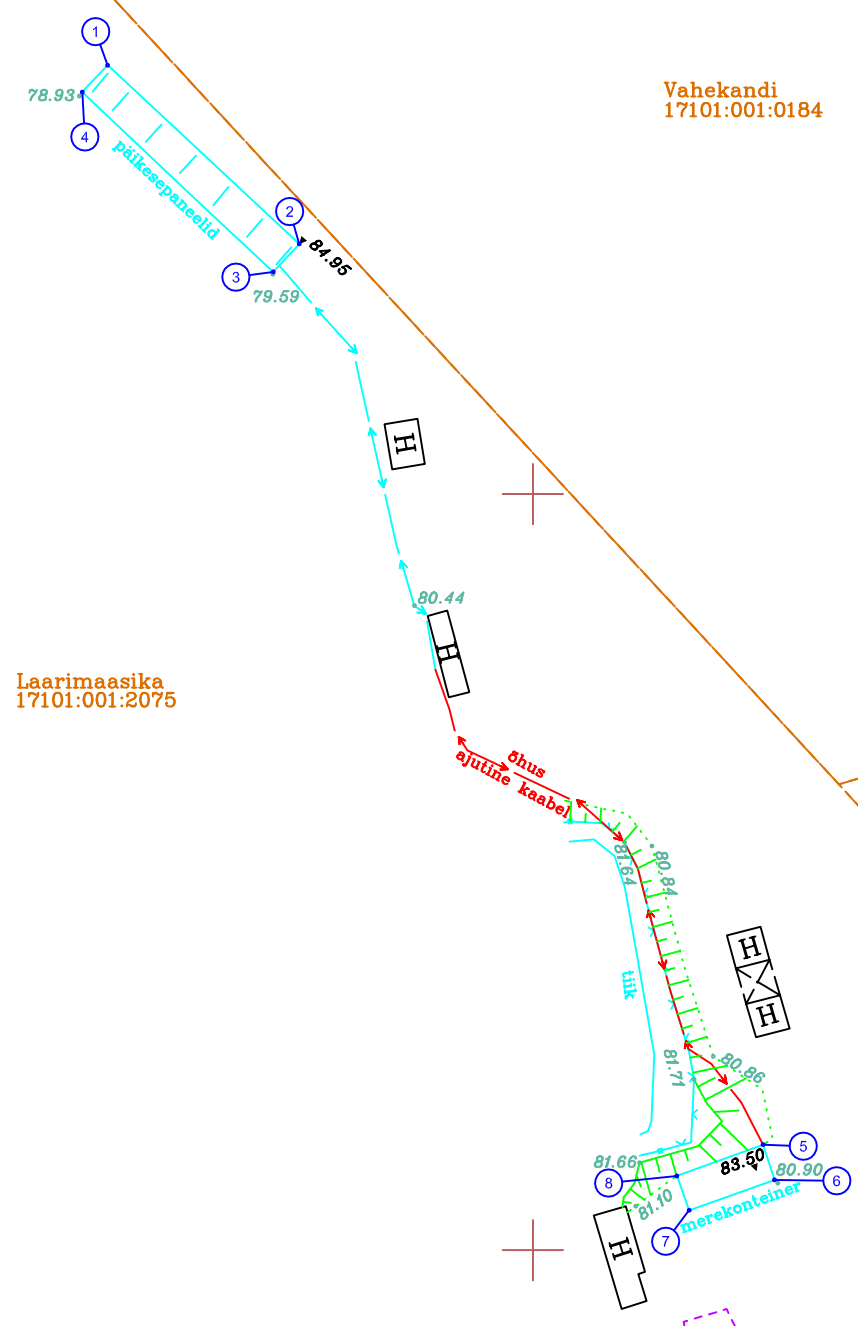 1
Vahekandi
17101:001:0184
78.93
4
päikesepaneelid
2
84.95
3
79.59
H
80.44
H
Laarimaasika
17101:001:2075
õhus
ajutine kaabel
81.64
80.84
H
H
tiik
81.71
80.86
5
83.50
81.66
80.90
6
8
81.10
merekonteiner
7
H